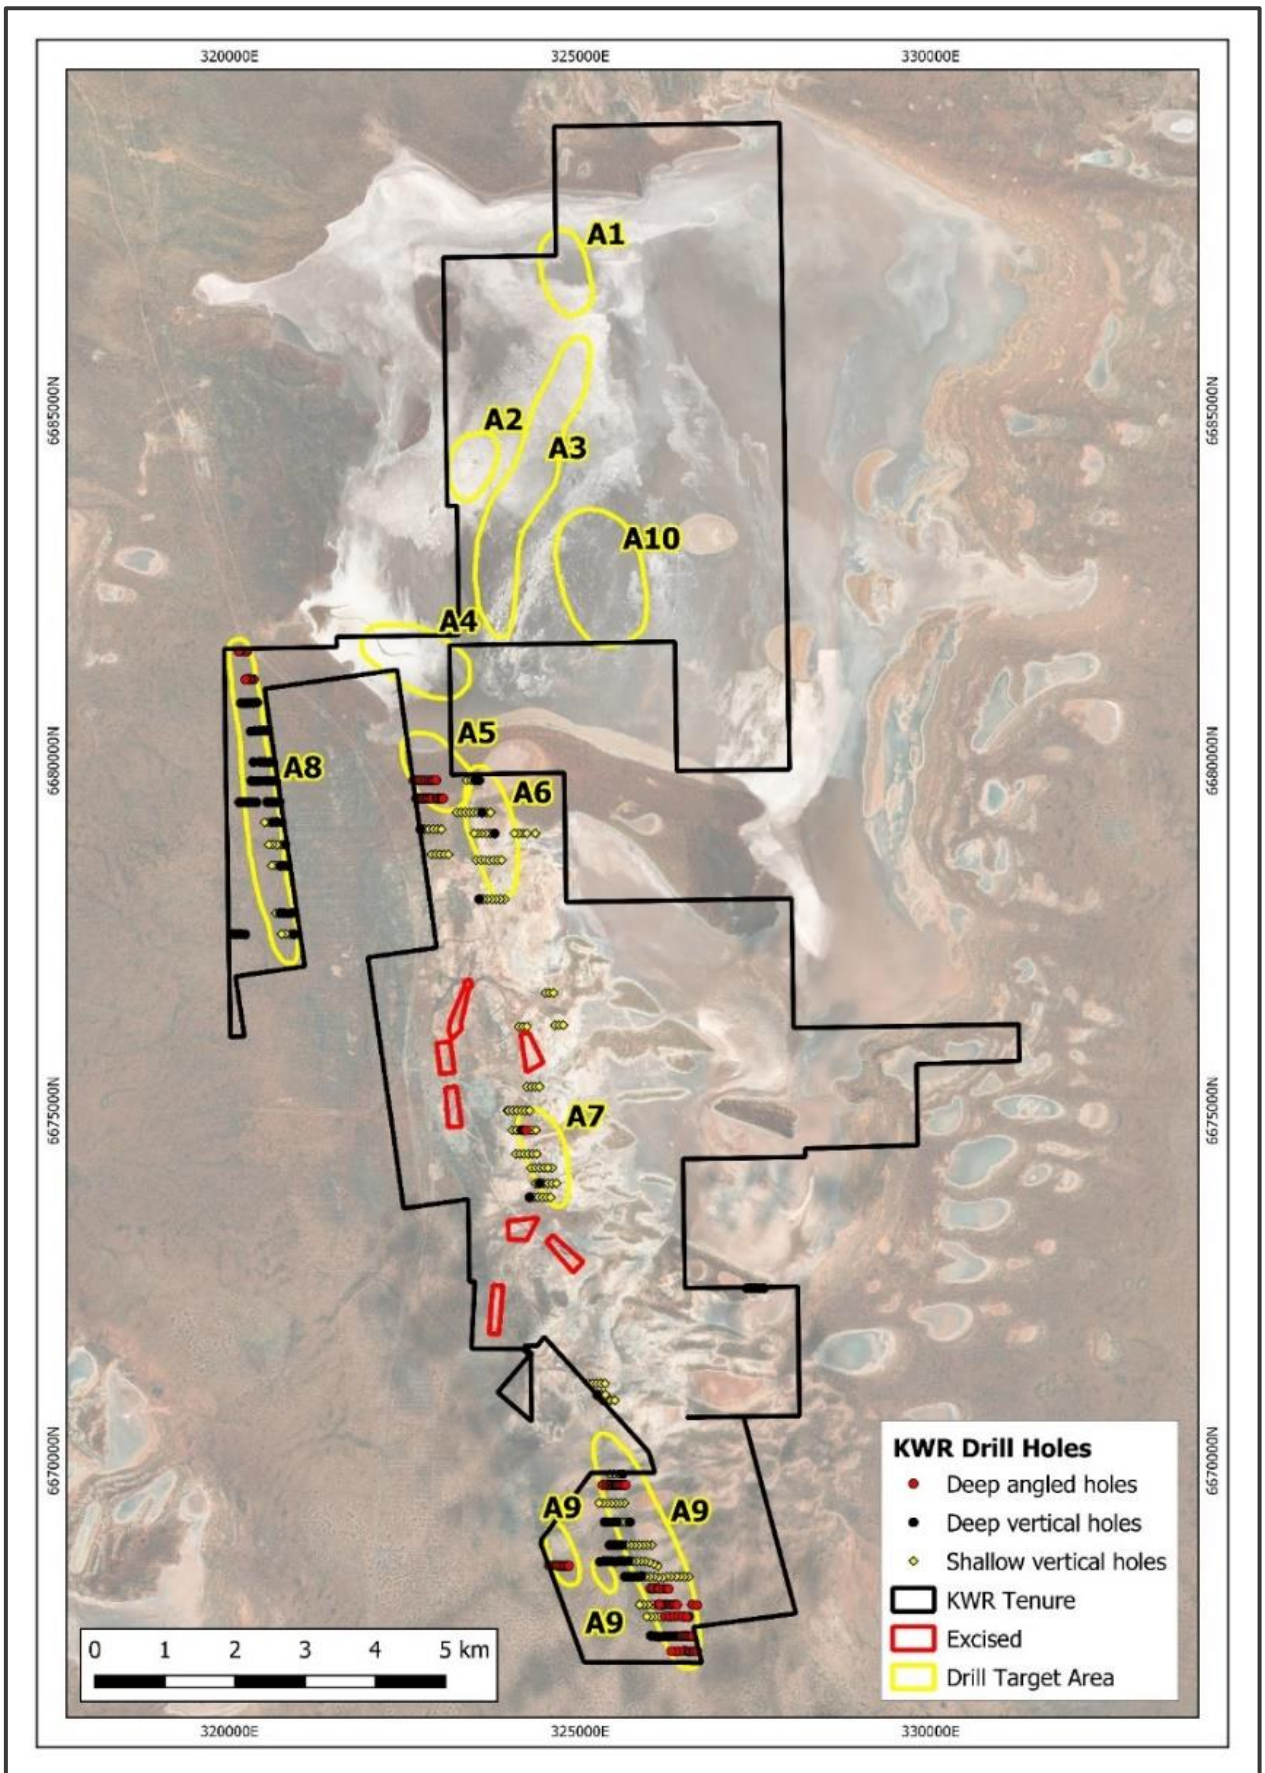 320000E 325000E 330000E
A1
6685000N 6685000N
A2
A3
A10
A4
A5
6680000N 6680000N
A8
A6
6675000N 6675000N
A7
6670000N 6670000N
A9 A9
A9
KWR Drill Holes
Deep angled holes
Deep vertical holes
Shallow vertical holes
KWR Tenure
Excised
Drill Target Area
0 1 2 3 4 5 km
320000E 325000E 330000E